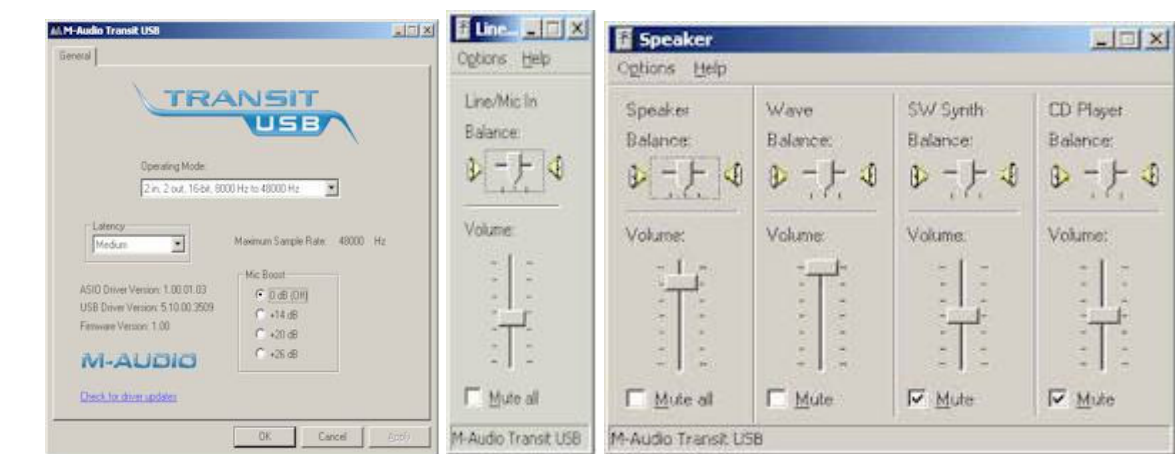 M-Audio Transit USB
General
TRANSIT
USB
Operating Mode:
2 in, 2 out, 16-bit, 8000 Hz to 48000 Hz
Latency
Medium
Maximum Sample Rate: 48000 Hz
Mic Boost
0 dB (Off)
+14 dB
+20 dB
+26 dB
ASIO Driver Version: 1.00.01.03
USB Driver Version: 5.10.00.3509
Firmware Version: 1.00
M-AUDIO
Check for driver updates
OK Cancel Apply
Line...
Options Help
Line/Mic In
Balance:
Volume:
Mute all
M-Audio Transit USB
Speaker
Options Help
Speaker Wave SW Synth CD Player
Balance: Balance: Balance: Balance:
Volume: Volume: Volume: Volume:
Mute all Mute Mute Mute
M-Audio Transit USB